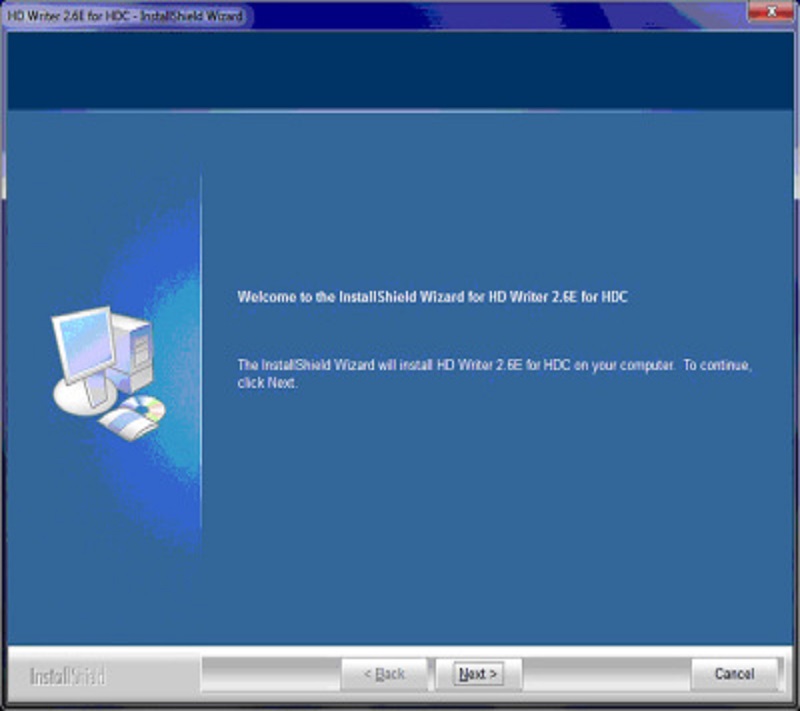 HD Writer 2.6E for HDC - InstallShield Wizard
Welcome to the InstallShield Wizard for HD Writer 2.6E for HDC
The InstallShield Wizard will install HD Writer 2.6E for HDC on your computer. To continue,
click Next.
InstallShield
< Back
Next >
Cancel